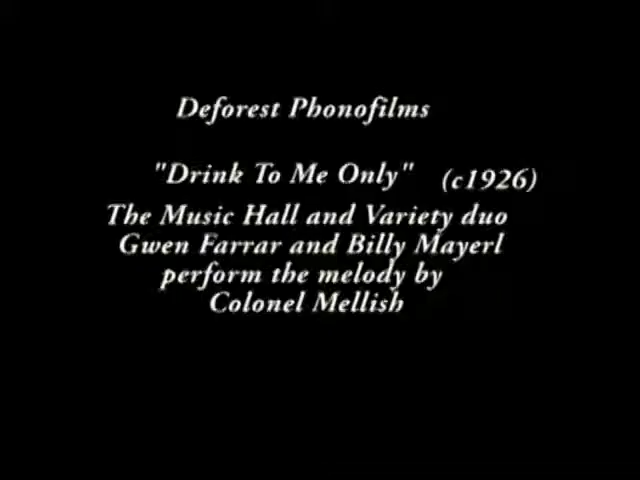 Deforest Phonofilms
"Drink To Me Only" (c1926)
The Music Hall and Variety duo
Gwen Farrar and Billy Mayerl
perform the melody by
Colonel Mellish